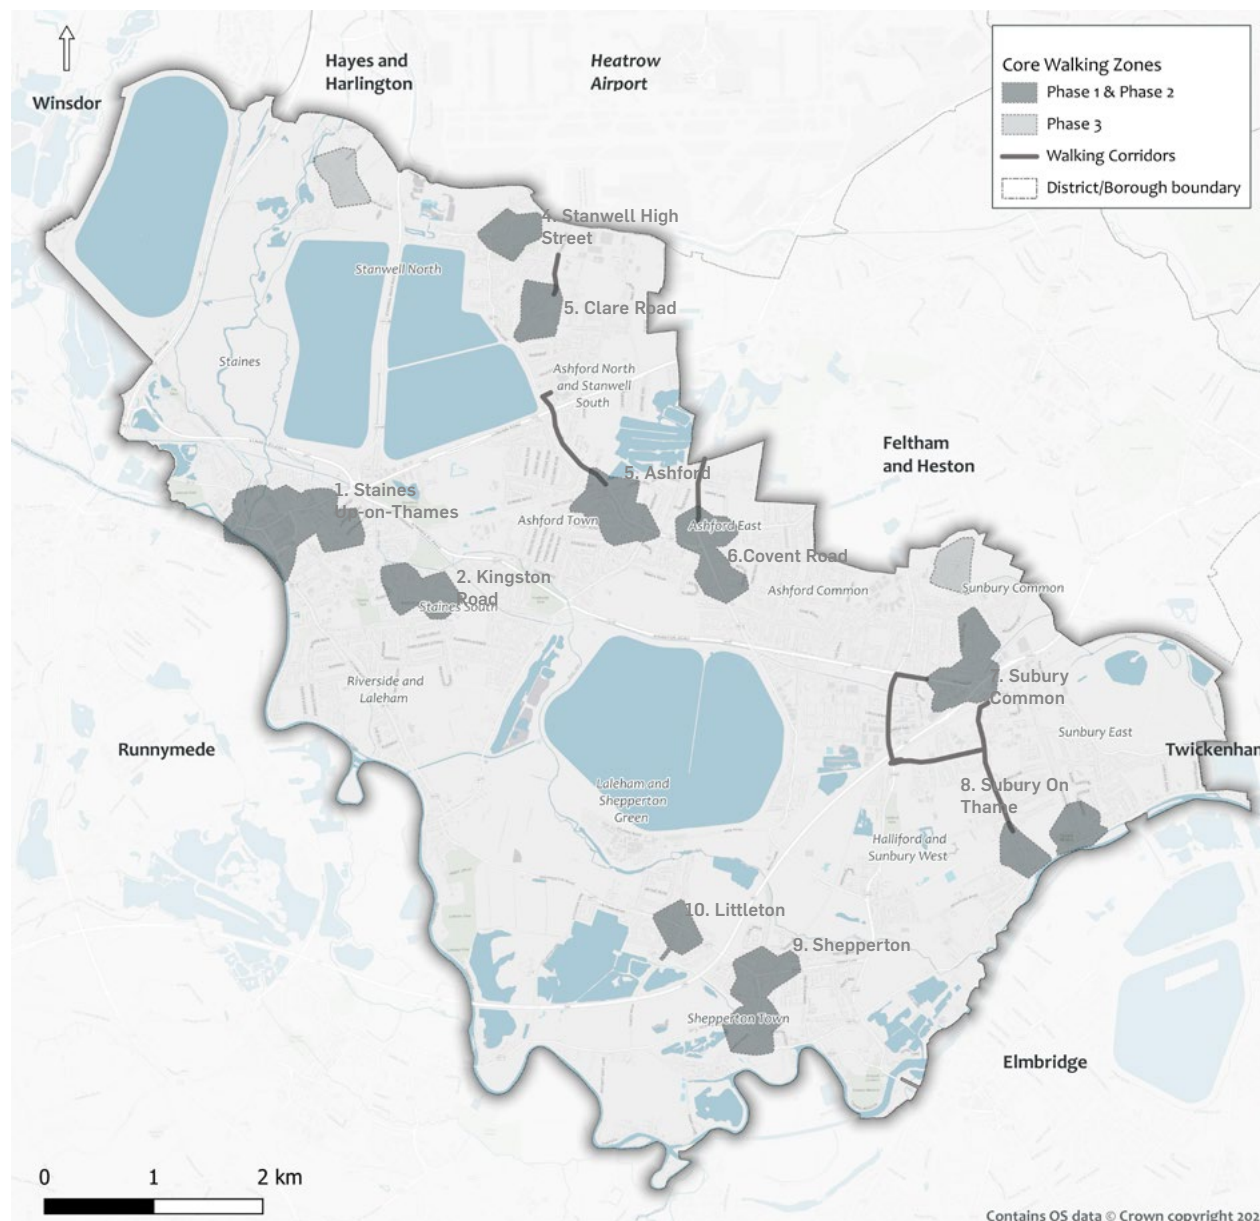 Hayes and
Harlington
Heatrow
Airport
Winsdor
Core Walking Zones
Phase 1 & Phase 2
Phase 3
Walking Corridors
District/Borough boundary
4. Stanwell High
Street
Stanwell North
5. Clare Road
Staines
Ashford North
and Stanwell
South
Feltham
and Heston
5. Ashford
1. Staines
Up-on-Thames
Ashford Town
Ashford East
6.Covent Road
2. Kingston
Road
Staines South
Ashford Common
Sunbury Common
Riverside and
Laleham
7. Subury
Common
Sunbury East
Runnymede
Twickenham
Laleham and
Shepperton
Green
8. Subury On
Thame
Halliford and
Sunbury West
10. Littleton
9. Shepperton
Shepperton Town
Elmbridge
0 1 2 km
Contains OS data © Crown copyright 202